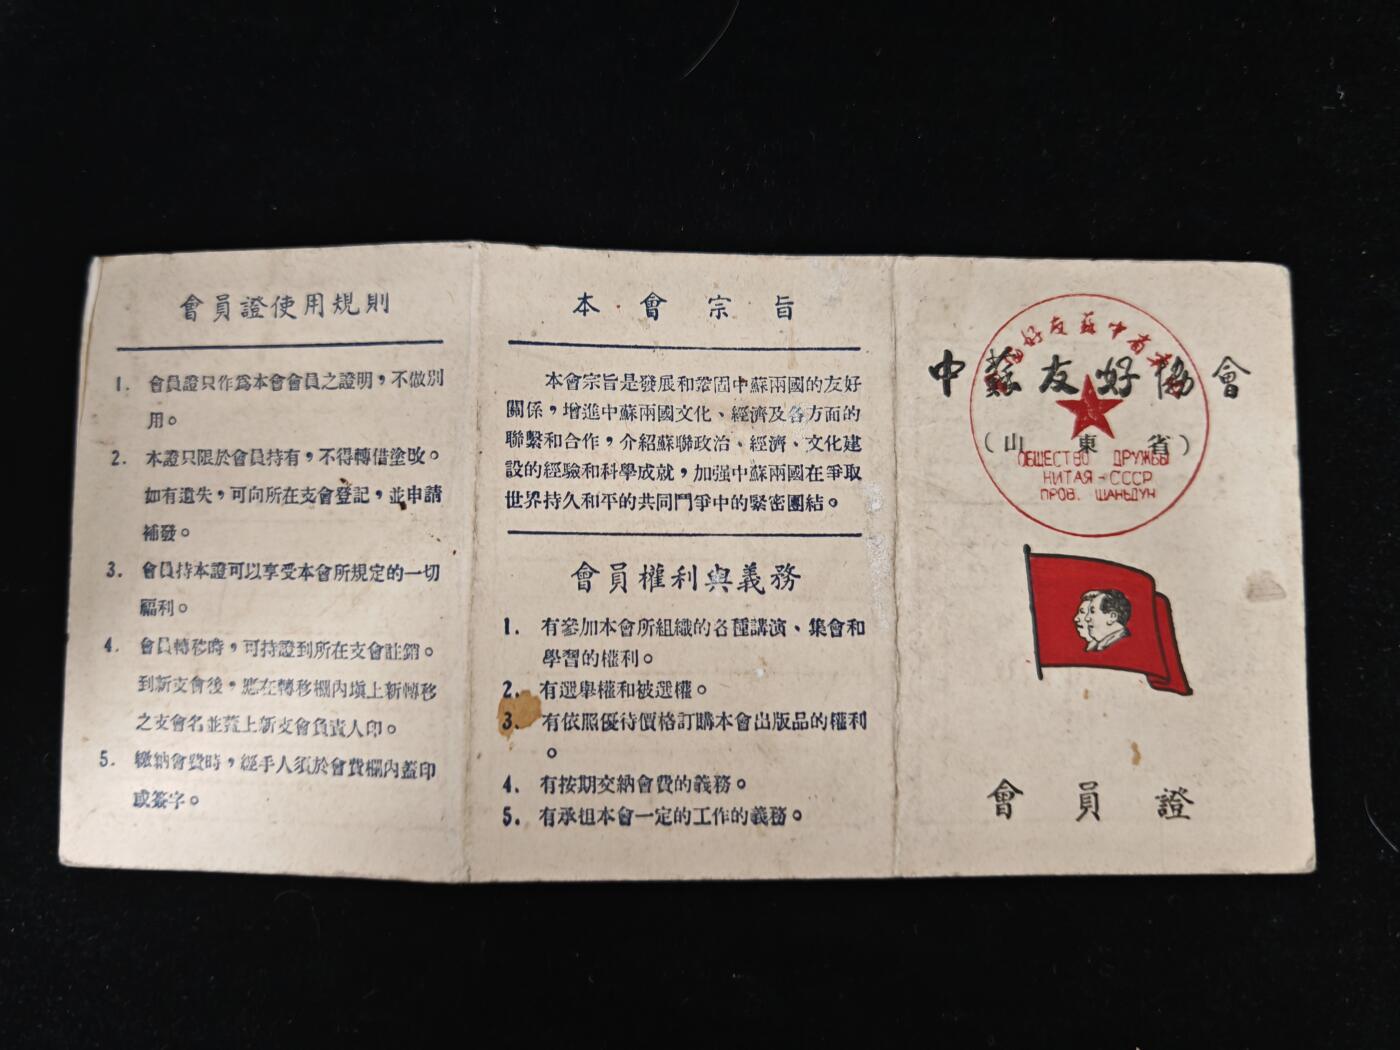 會員證使用規則
1. 會員證只作爲本會會員之證明，不做別
用。
2. 本證只限於會員持有，不得轉借塗改。
如有遺失，可向所在支會登記，並申請
補發。
3. 會員持本證可以享受本會所規定的一切
福利。
4. 會員轉移時，可持證到所在支會註銷。
到新支會後，應在轉移欄內填上新轉移
之支會名並蓋上新支會負責人印。
5. 繳納會費時，經手人須於會費欄內蓋印
或簽字。
本會宗旨
本會宗旨是發展和鞏固中蘇兩國的友好
關係，增進中蘇兩國文化、經濟及各方面的
聯繫和合作，介紹蘇聯政治、經濟、文化建
設的經驗和科學成就，加强中蘇兩國在爭取
世界持久和平的共同鬥爭中的緊密團結。
會員權利與義務
1. 有參加本會所組織的各種講演、集會和
學習的權利。
2. 有選舉權和被選權。
3. 有依照優待價格訂購本會出版品的權利
。
4. 有按期交納會費的義務。
5. 有承担本會一定的工作的義務。
中蘇友好協會
（山東省）
好友蘇中省
ОБЩЕСТВО ДРУЖБЫ
КИТАЯ-СССР
ПРОВ. ШАНЬДУН
會員證